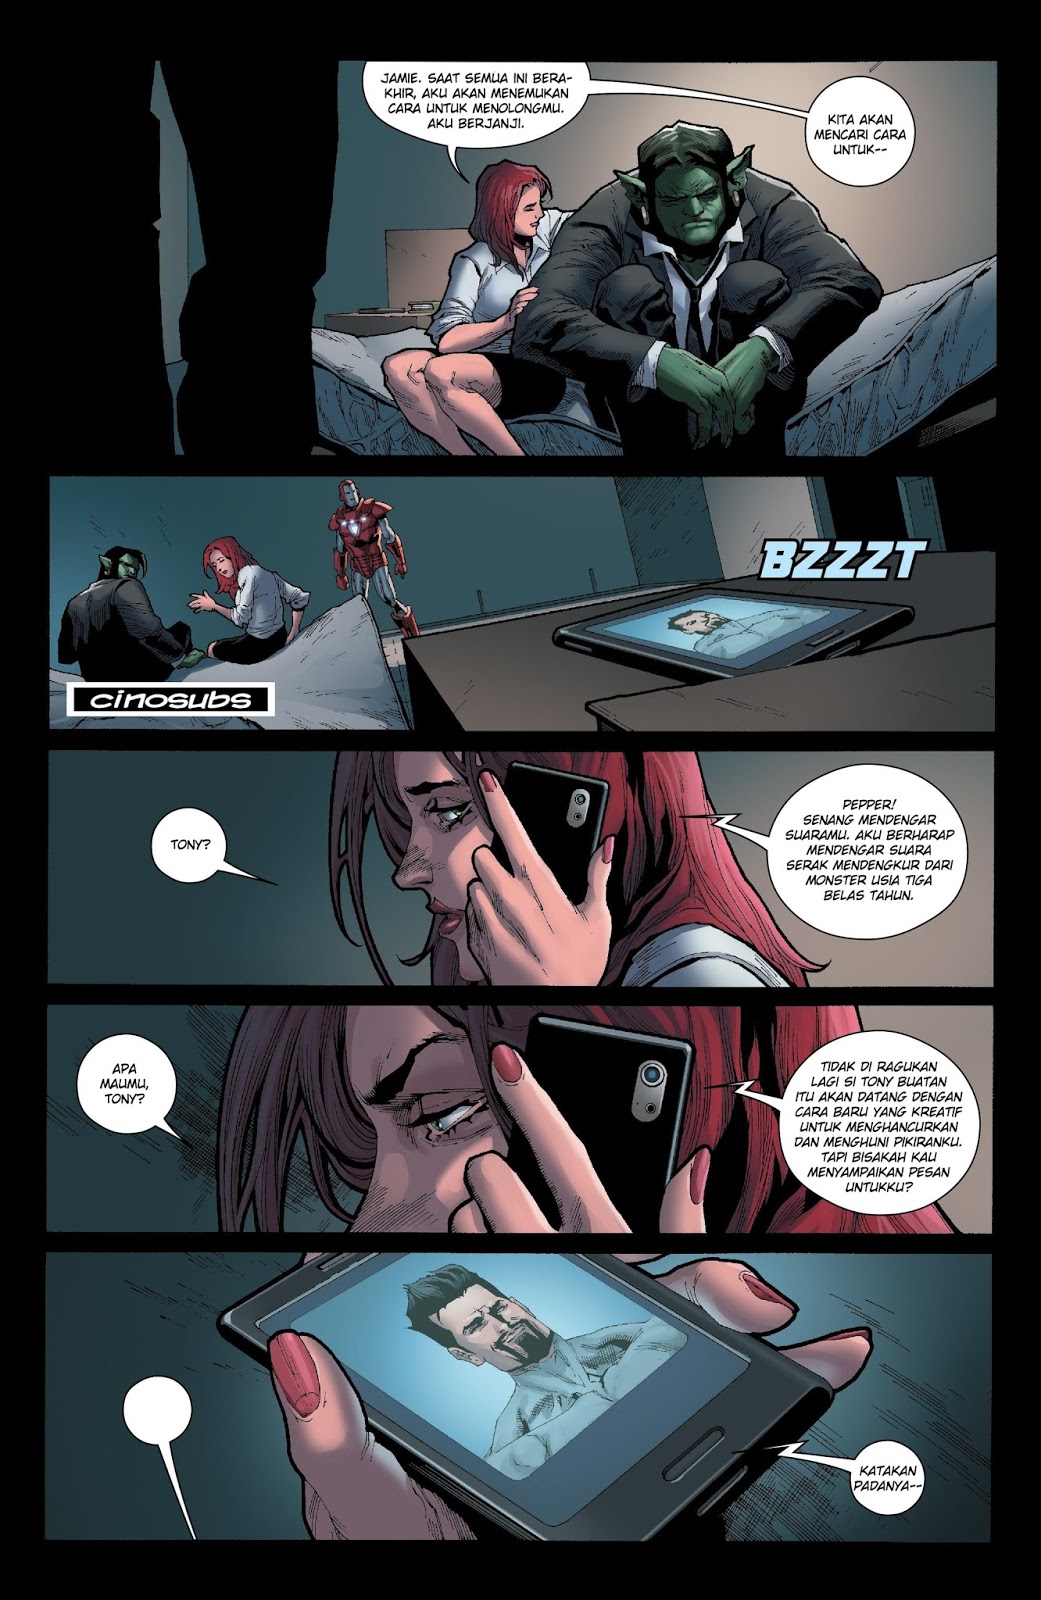 JAMIE. SAAT SEMUA INI BERA-
KHIR, AKU AKAN MENEMUKAN
CARA UNTUK MENOLONGMU.
AKU BERJANJI.
KITA AKAN
MENCARI CARA
UNTUK--
BZZZT
cinosubs
TONY?
PEPPER!
SENANG MENDENGAR
SUARAMU. AKU BERHARAP
MENDENGAR SUARA
SERAK MENDENGKUR DARI
MONSTER USIA TIGA
BELAS TAHUN.
APA
MAUMU,
TONY?
TIDAK DI RAGUKAN
LAGI SI TONY BUATAN
ITU AKAN DATANG DENGAN
CARA BARU YANG KREATIF
UNTUK MENGHANCURKAN
DAN MENGHUNI PIKIRANKU.
TAPI BISAKAH KAU
MENYAMPAIKAN PESAN
UNTUKKU?
KATAKAN
PADANYA--